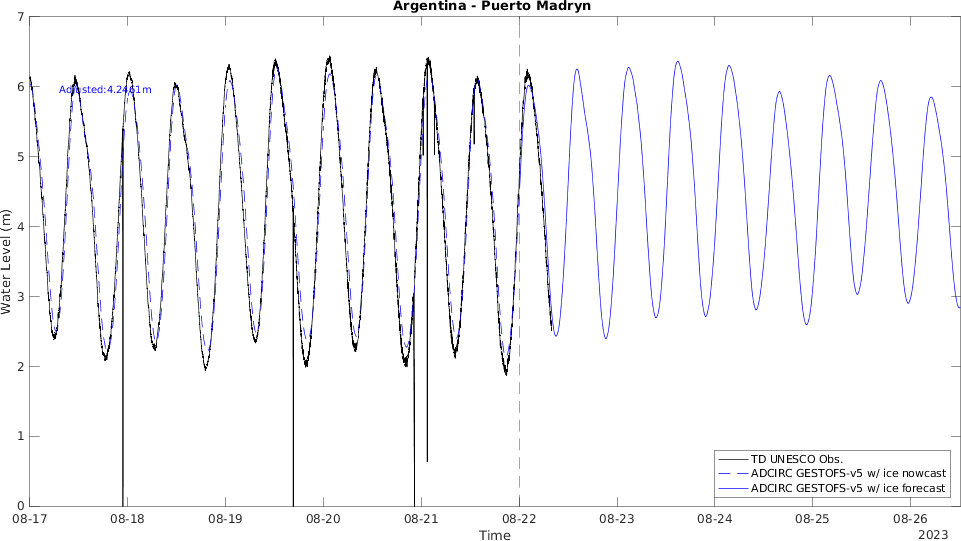 Argentina - Puerto Madryn
7
6
5
4
3
2
1
0
Water Level (m)
Adjusted:4.2461m
TD UNESCO Obs.
ADCIRC GESTOFS-v5 w/ ice nowcast
ADCIRC GESTOFS-v5 w/ ice forecast
08-17 08-18 08-19 08-20 08-21 08-22 08-23 08-24 08-25 08-26
Time
2023